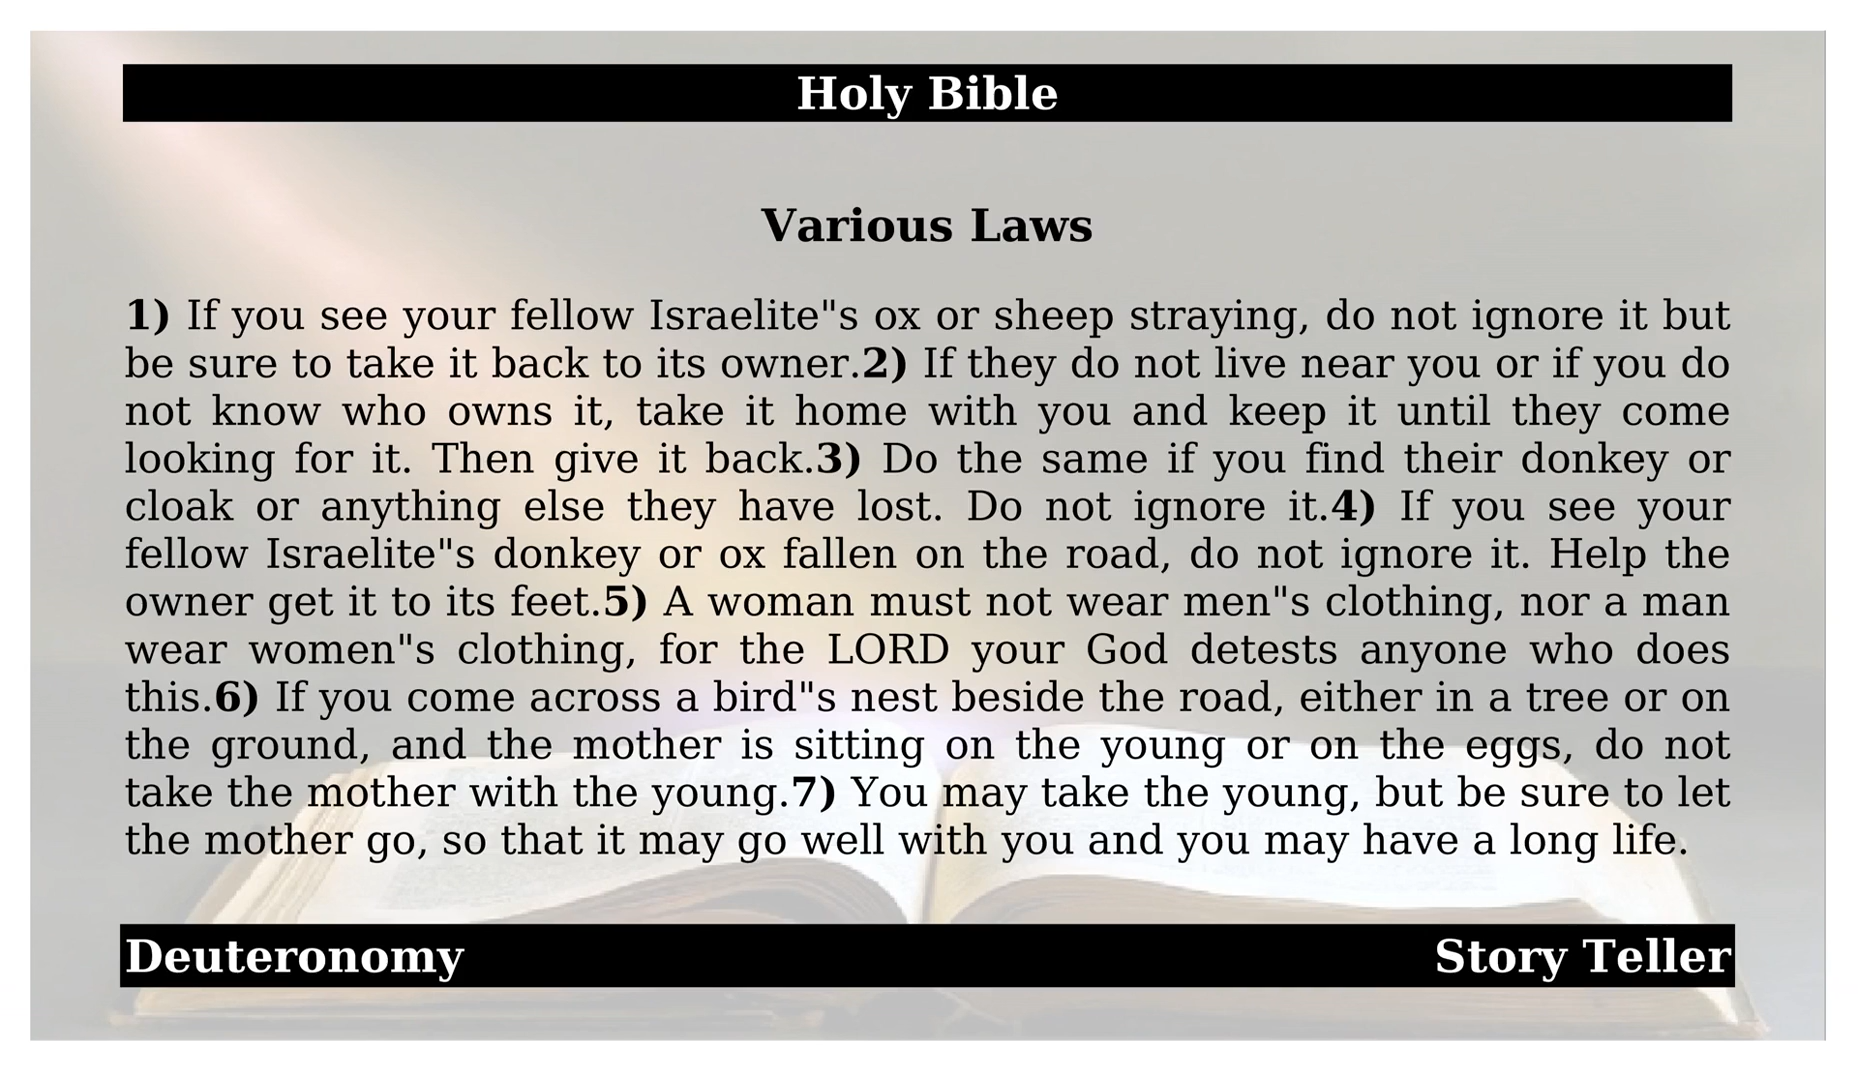 Holy Bible
Various Laws
1) If you see your fellow Israelite"s ox or sheep straying, do not ignore it but
be sure to take it back to its owner.2) If they do not live near you or if you do
not know who owns it, take it home with you and keep it until they come
looking for it. Then give it back.3) Do the same if you find their donkey or
cloak or anything else they have lost. Do not ignore it.4) If you see your
fellow Israelite"s donkey or ox fallen on the road, do not ignore it. Help the
owner get it to its feet.5) A woman must not wear men"s clothing, nor a man
wear women"s clothing, for the LORD your God detests anyone who does
this.6) If you come across a bird"s nest beside the road, either in a tree or on
the ground, and the mother is sitting on the young or on the eggs, do not
take the mother with the young.7) You may take the young, but be sure to let
the mother go, so that it may go well with you and you may have a long life.
Deuteronomy Story Teller